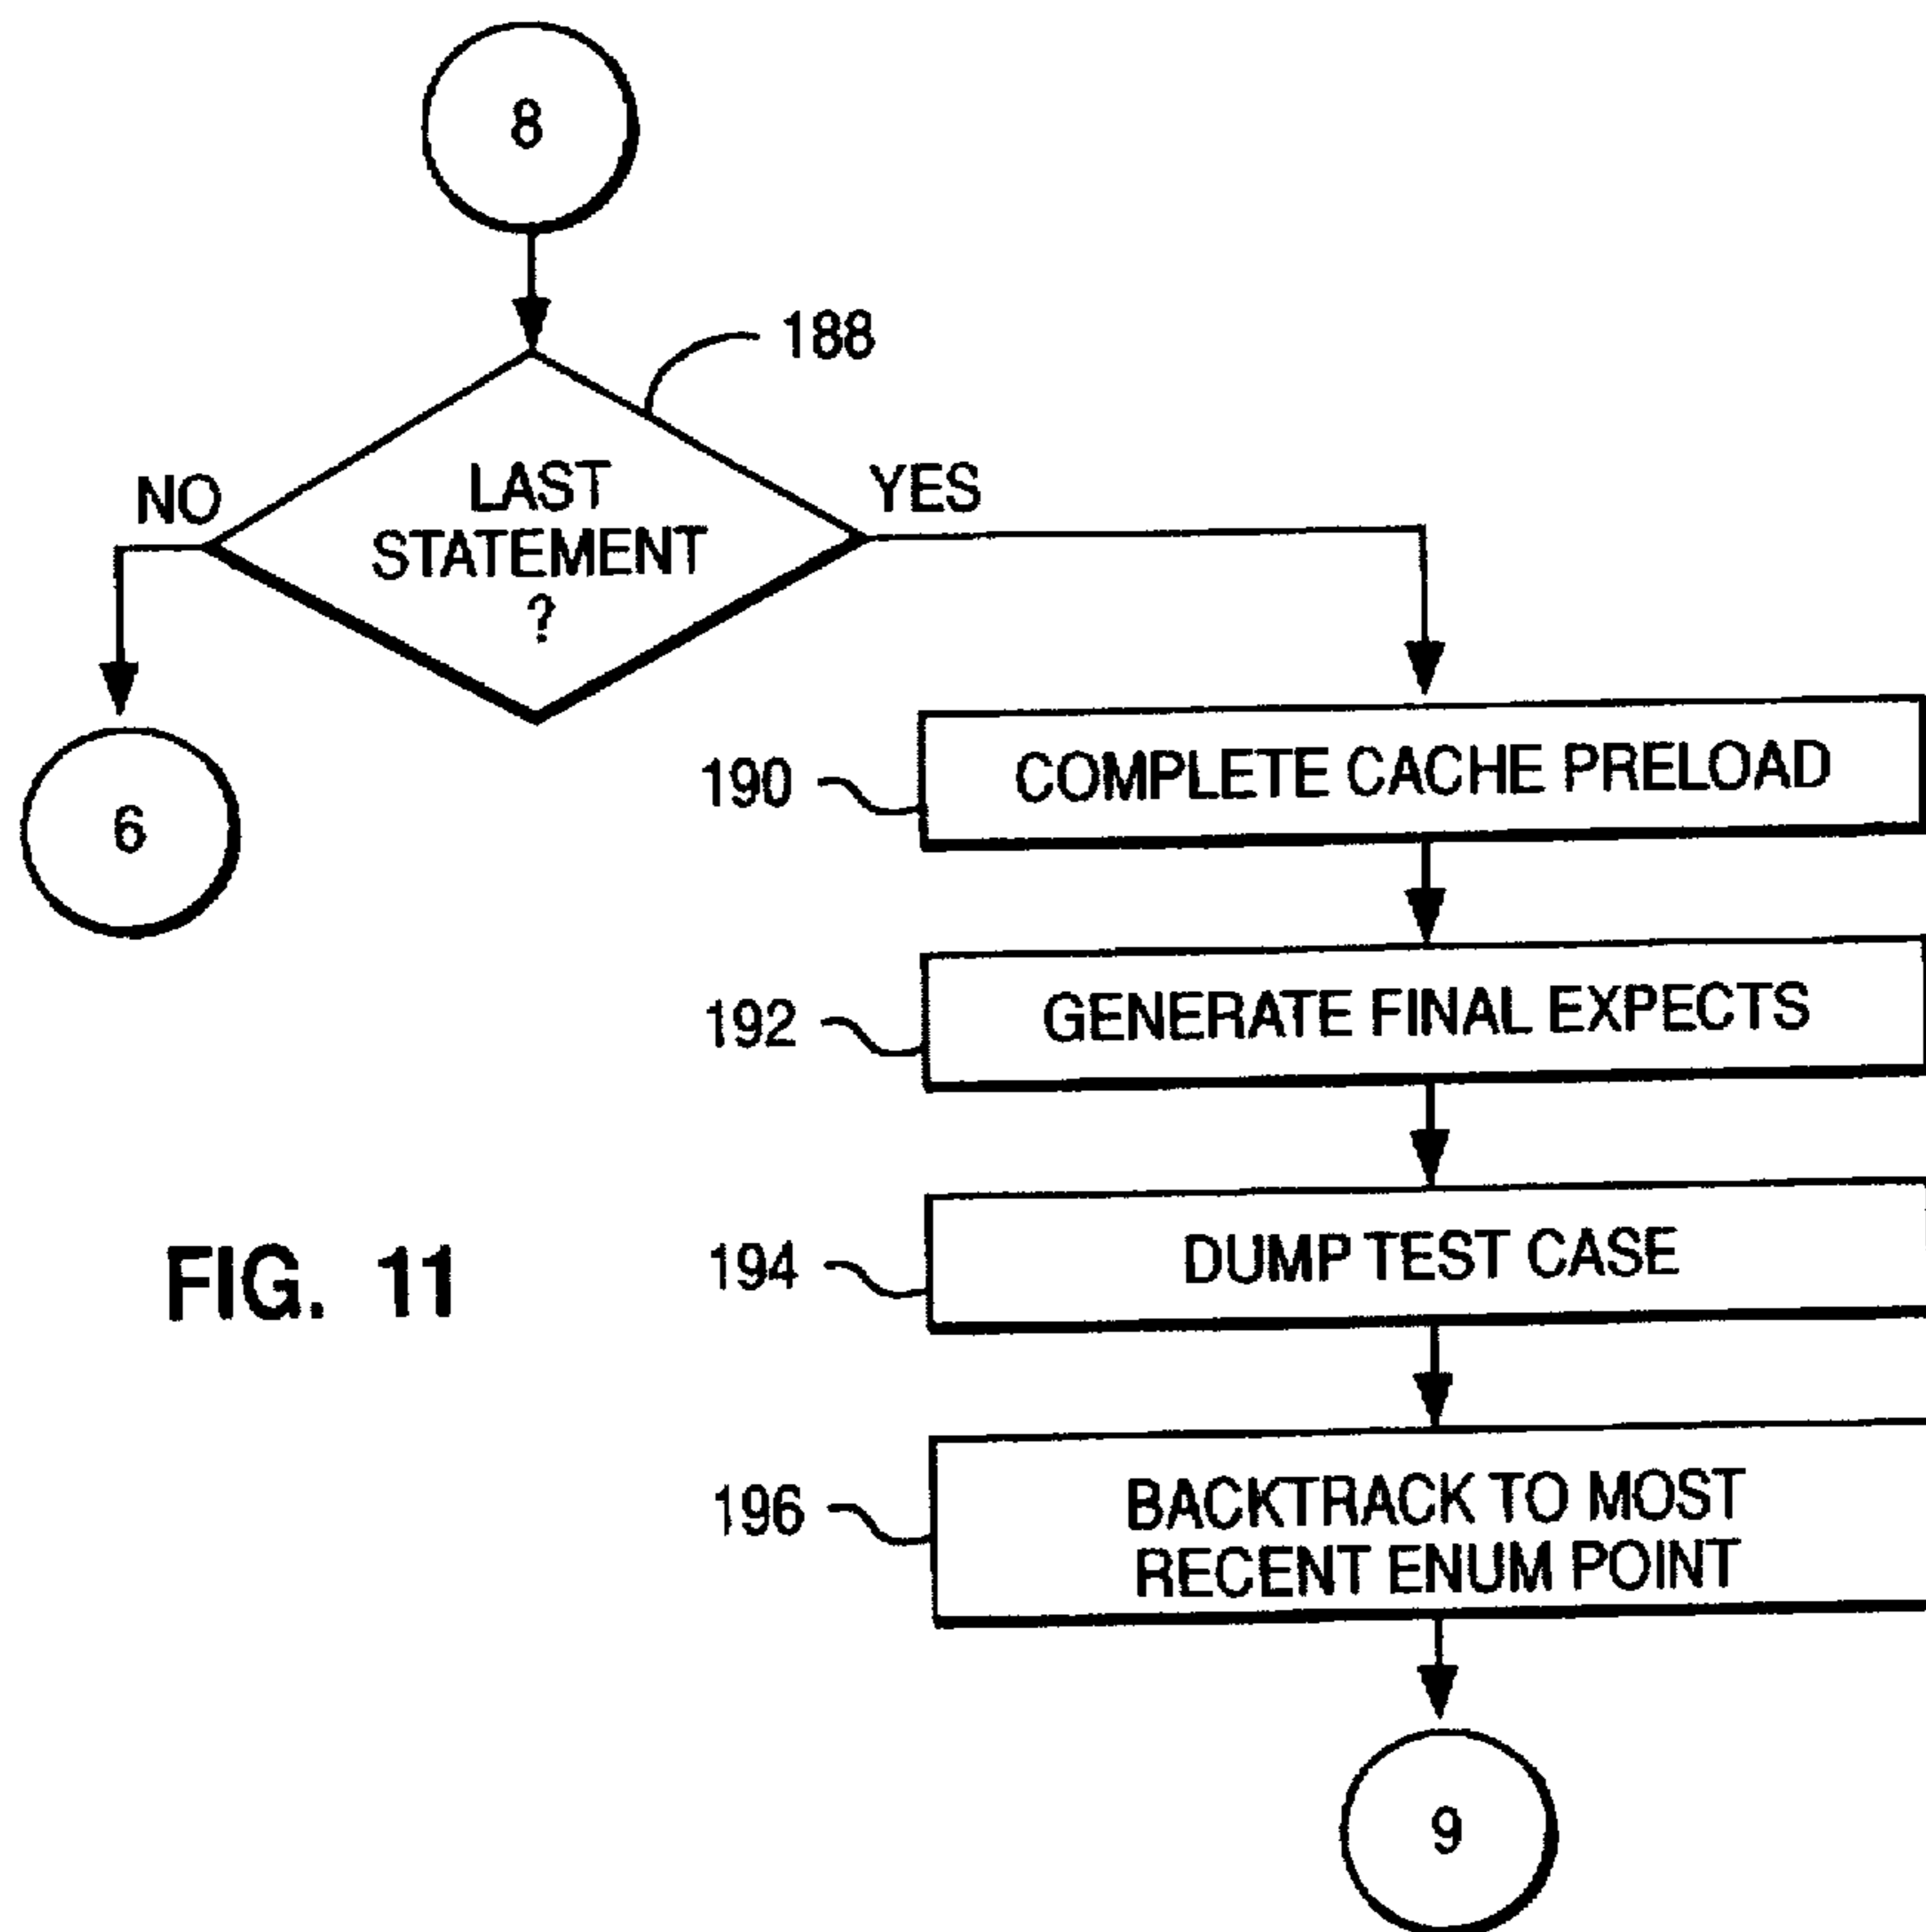 8
188
NO
LAST
STATEMENT
?
YES
6
190
COMPLETE CACHE PRELOAD
192
GENERATE FINAL EXPECTS
194
DUMP TEST CASE
FIG. 11
196
BACKTRACK TO MOST
RECENT ENUM POINT
9